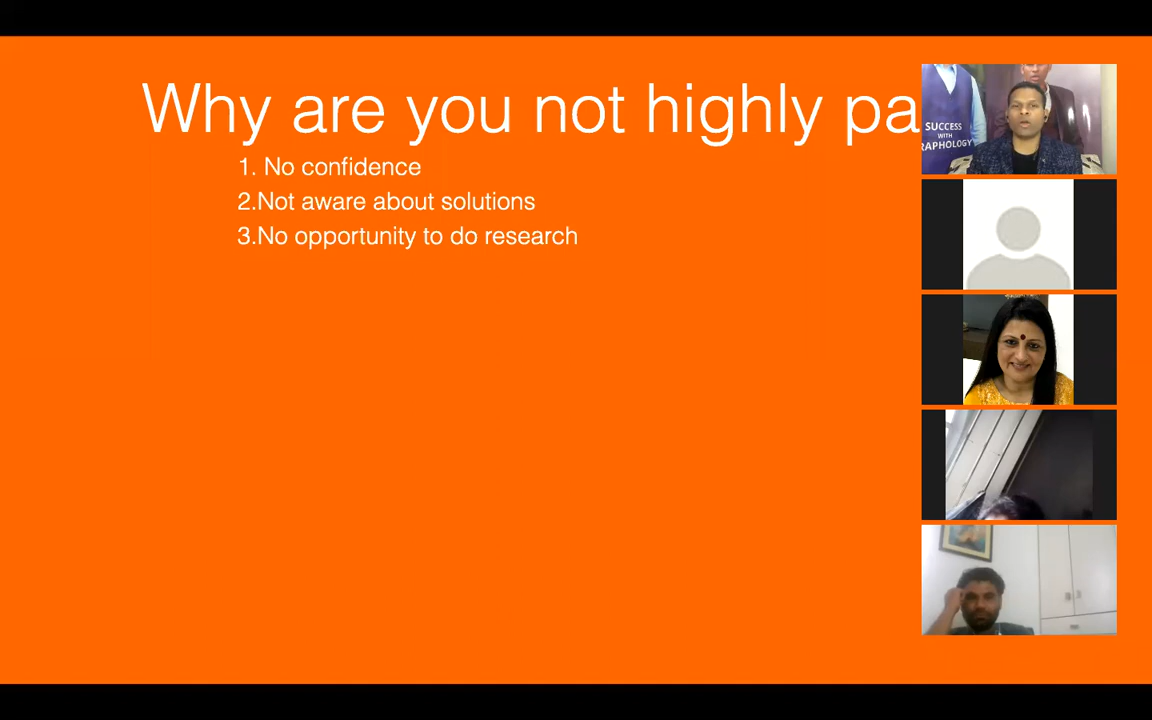 Why are you not highly pa
1. No confidence
2.Not aware about solutions
3.No opportunity to do research
SUCCESS
WITH
RAPHOLOGY